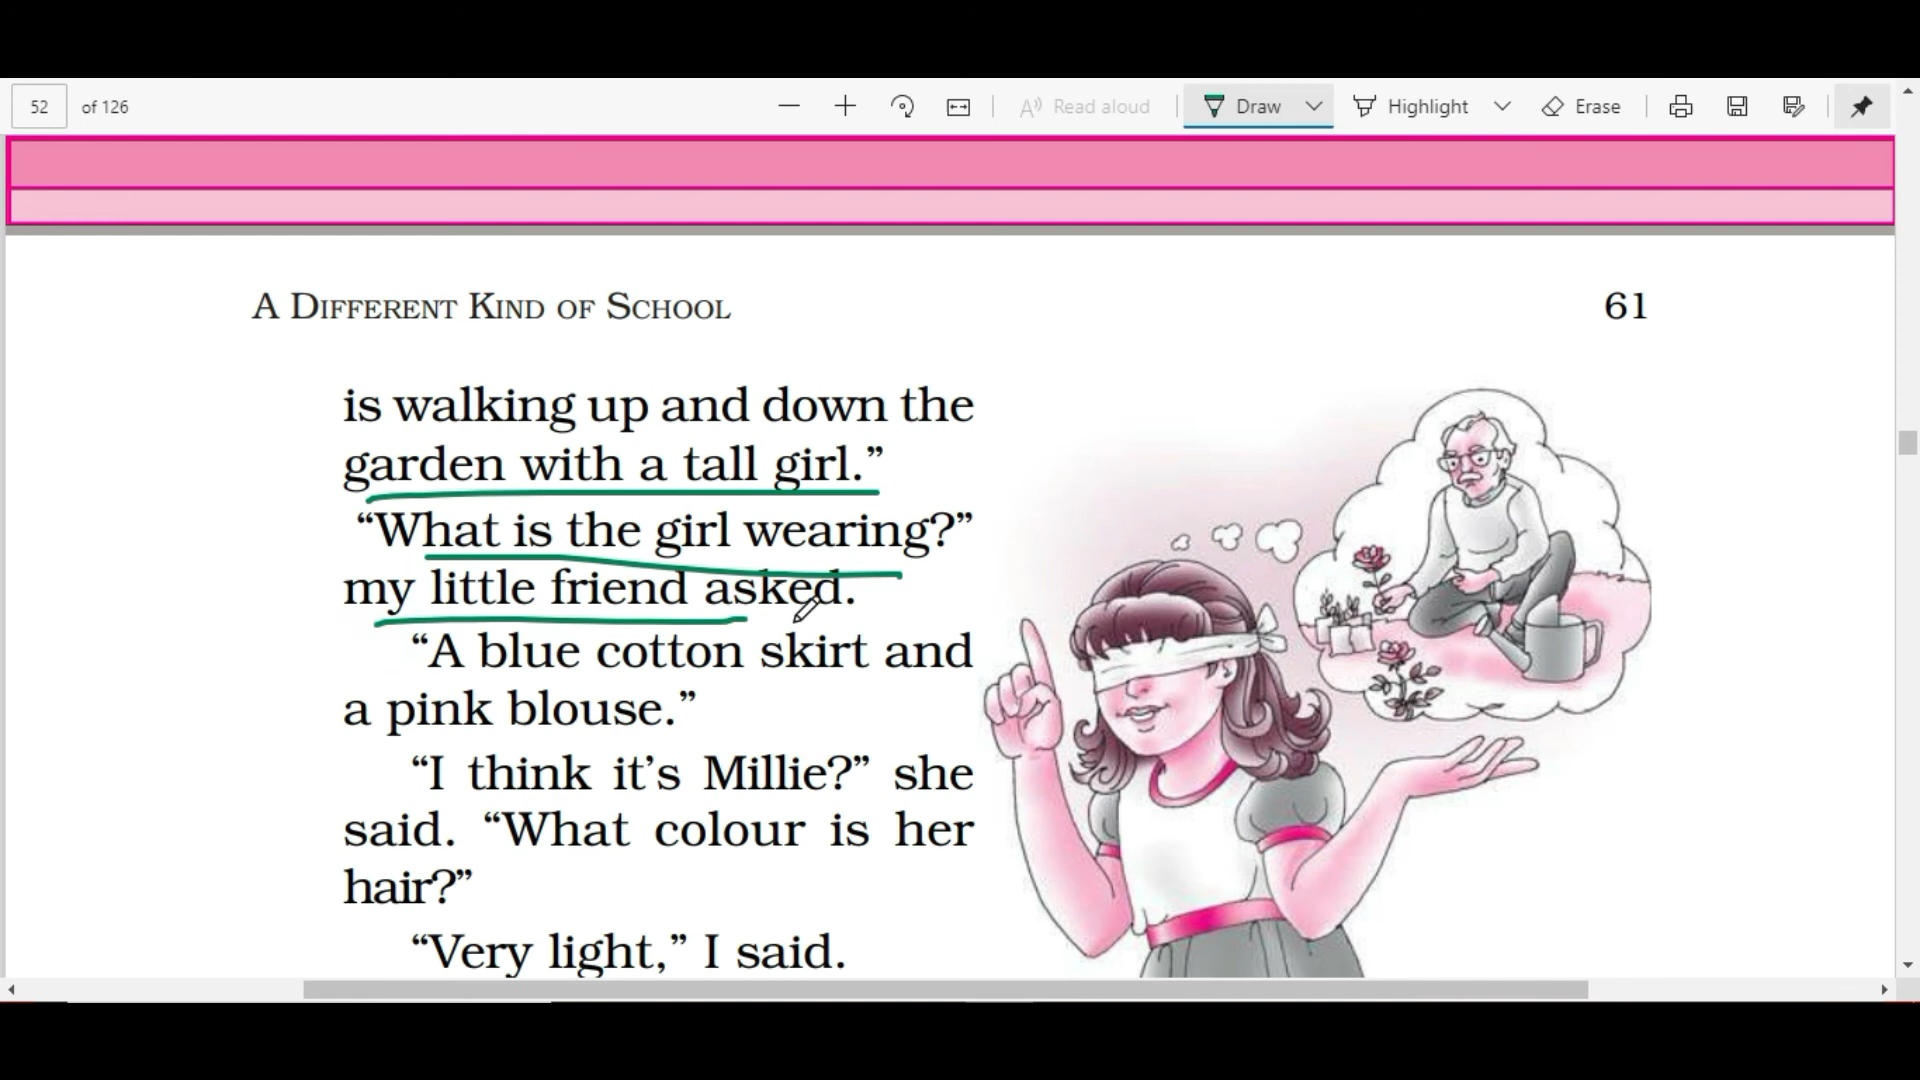 52 of 126 Read aloud Draw Highlight Erase
A DIFFERENT KIND OF SCHOOL 61
is walking up and down the
garden with a tall girl.”
“What is the girl wearing?”
my little friend asked.
“A blue cotton skirt and
a pink blouse.”
“I think it’s Millie?” she
said. “What colour is her
hair?”
“Very light,” I said.